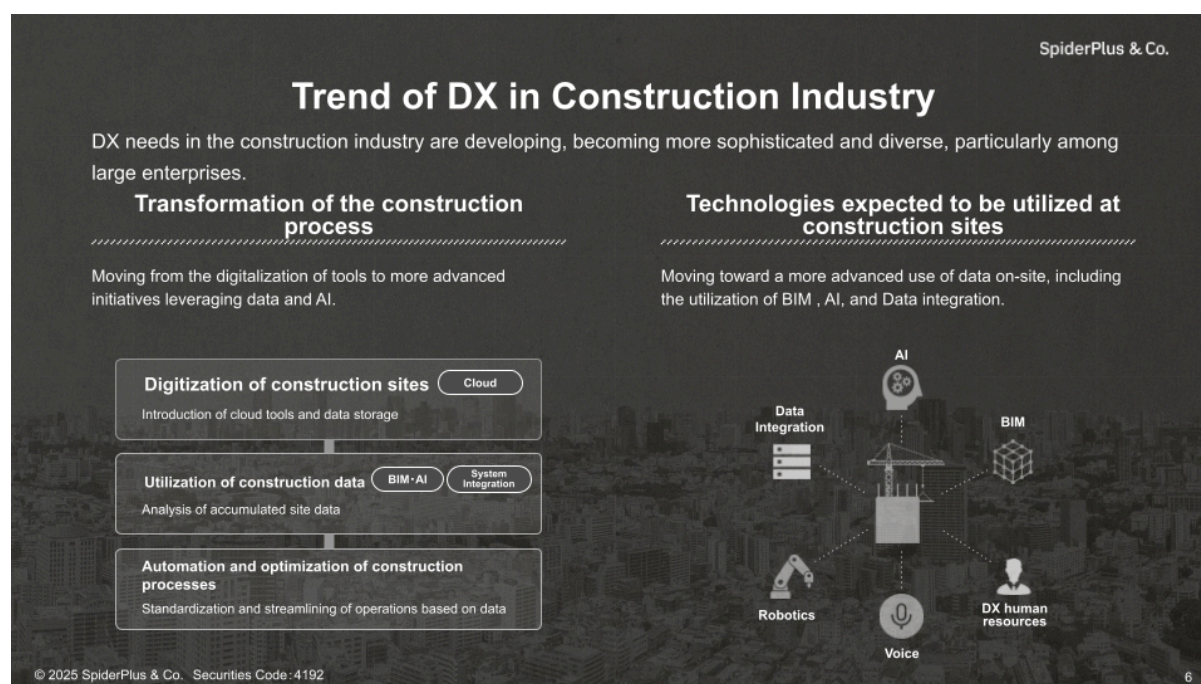 SpiderPlus & Co.
Trend of DX in Construction Industry
DX needs in the construction industry are developing, becoming more sophisticated and diverse, particularly among
large enterprises.
Transformation of the construction
process
Moving from the digitalization of tools to more advanced
initiatives leveraging data and AI.
Digitization of construction sites
Cloud
Introduction of cloud tools and data storage
Utilization of construction data
BIM・AI
System
Integration
Analysis of accumulated site data
Automation and optimization of construction
processes
Standardization and streamlining of operations based on data
Technologies expected to be utilized at
construction sites
Moving toward a more advanced use of data on-site, including
the utilization of BIM , AI, and Data integration.
AI
Data
Integration
BIM
Robotics
DX human
resources
Voice
© 2025 SpiderPlus & Co. Securities Code:4192
6